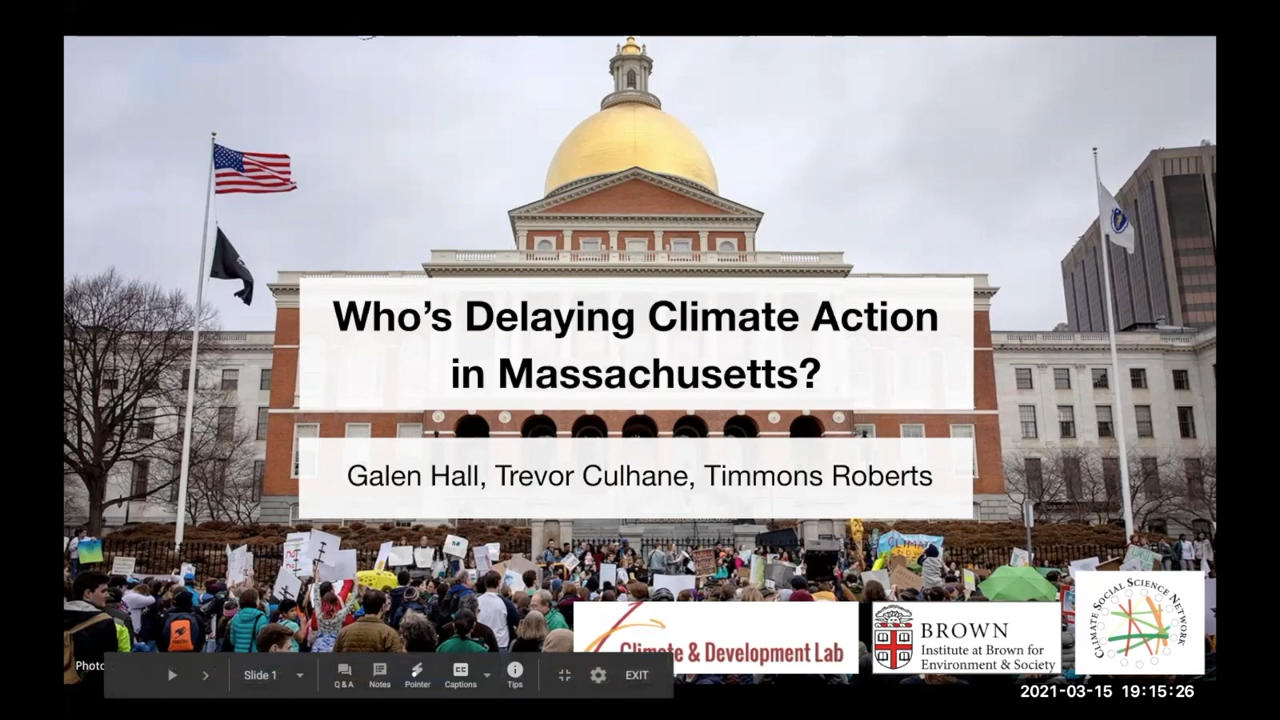 Who's Delaying Climate Action
in Massachusetts?
Galen Hall, Trevor Culhane, Timmons Roberts
CLIMATE
Climate & Development Lab
BROWN
Institute at Brown for
Environment & Society
CLIMATE SOCIAL SCIENCE NETWORK
Photo
Slide 1
Q & A
Notes
Pointer
Captions
Tips
EXIT
2021-03-15 19:15:26